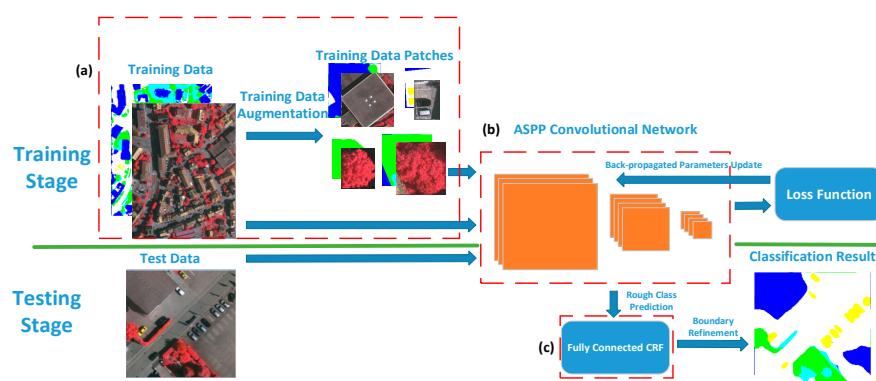 (a)
Training Data
Training Data Patches
Training Data
Augmentation
Training
Stage
(b)
ASPP Convolutional Network
Back-propagated Parameters Update
Loss Function
Test Data
Testing
Stage
Rough Class
Prediction
(c)
Fully Connected CRF
Boundary
Refinement
Classification Result